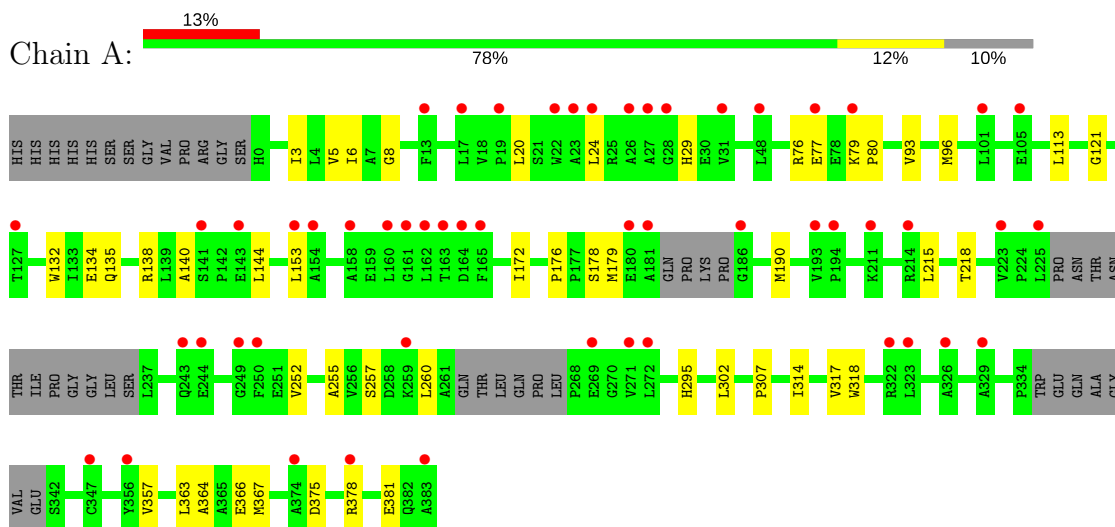 13%
Chain A:
78% 12% 10%
HIS HIS HIS HIS HIS HIS SER SER GLY VAL PRO ARG GLY SER H0 I3 L4 V5 I6 A7 G8 F13 L17 V18 P19 L20 S21 W22 A23 L24 R25 A26 A27 G28 H29 E30 V31 L48 R76 E77 E78 K79 P80 V93 M96 L101 E105 L113 G121
T127 W132 I133 E134 Q135 R138 L139 A140 S141 P142 E143 L144 L153 A154 A158 E159 L160 G161 L162 T163 D164 F165 I172 P176 P177 S178 M179 E180 A181 GLN PRO LYS PRO G186 M190 V193 P194 K211 R214 L215 T218 V223 P224 L225 PRO ASN THR ASN
THR ILE PRO GLY GLY LEU SER L237 Q243 E244 G249 F250 E251 V252 A255 V256 S257 D258 K259 L260 A261 GLN THR LEU GLN PRO LEU P268 E269 G270 V271 L272 H295 L302 P307 I314 V317 W318 R322 L323 A326 A329 P334 TRP GLU GLN ALA GLY
VAL GLU S342 C347 Y356 V357 L363 A364 A365 E366 M367 A374 D375 R378 E381 Q382 A383